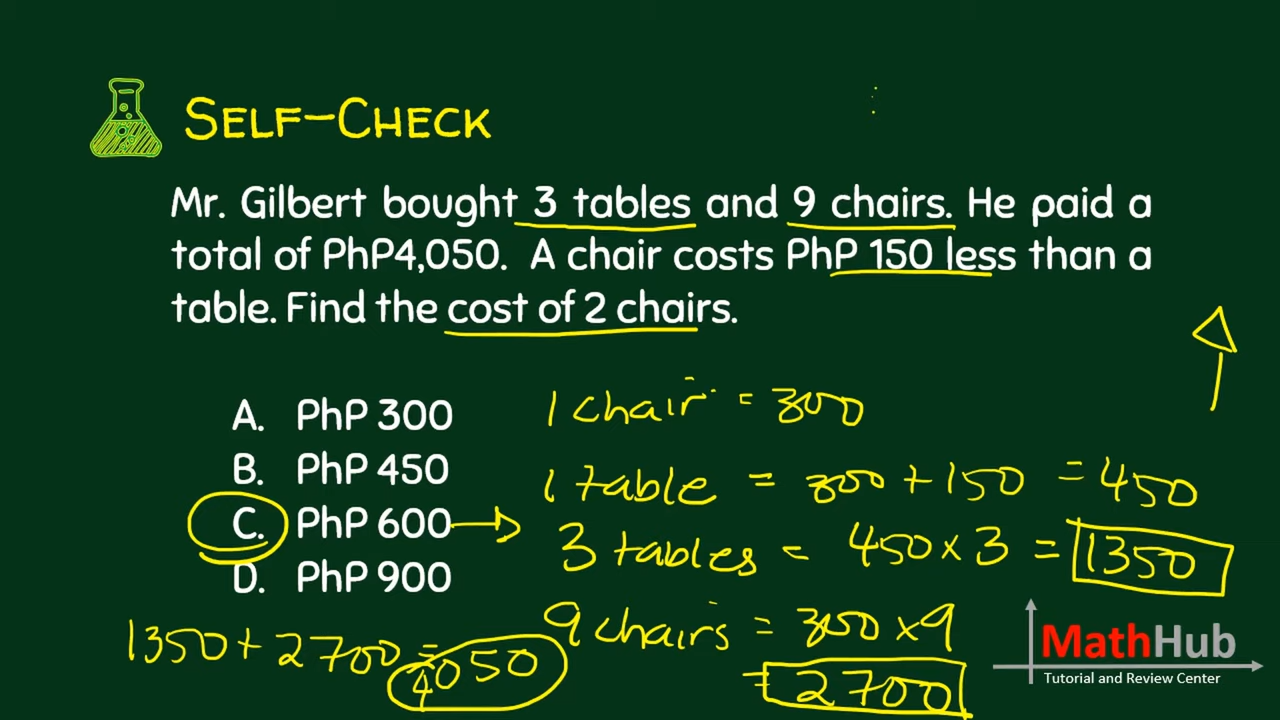 SELF-CHECK
Mr. Gilbert bought 3 tables and 9 chairs. He paid a
total of PhP4,050. A chair costs PhP 150 less than a
table. Find the cost of 2 chairs.
A. PhP 300
B. PhP 450
C. PhP 600
D. PhP 900
1 chair = 300
1 table = 300 + 150 = 450
3 tables = 450 x 3 = 1350
9 chairs = 300 x 9
= 2700
1350 + 2700 = 4050
MathHub
Tutorial and Review Center